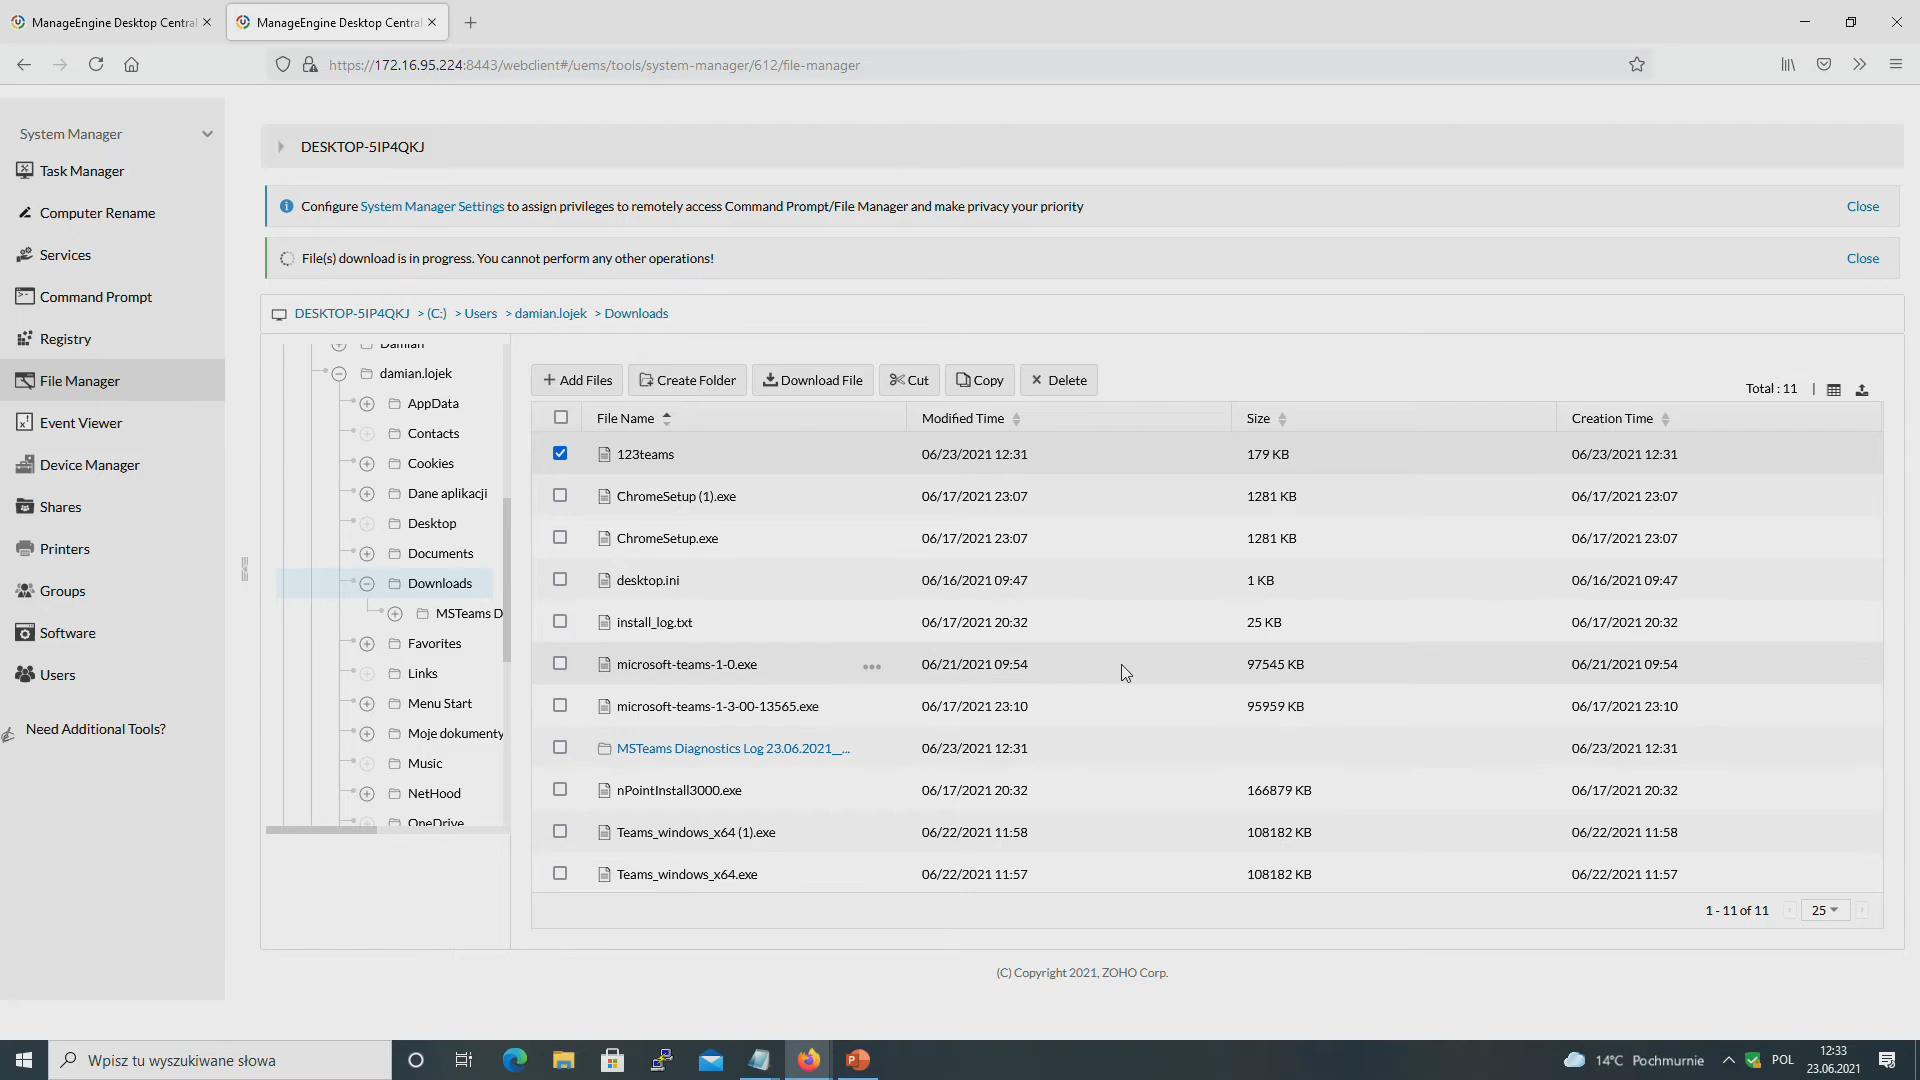 ManageEngine Desktop Central
ManageEngine Desktop Central
https://172.16.95.224:8443/webclient#/uems/tools/system-manager/612/file-manager
System Manager
Task Manager
Computer Rename
Services
Command Prompt
Registry
File Manager
Event Viewer
Device Manager
Shares
Printers
Groups
Software
Users
Need Additional Tools?
DESKTOP-5IP4QKJ
Configure System Manager Settings to assign privileges to remotely access Command Prompt/File Manager and make privacy your priority
Close
File(s) download is in progress. You cannot perform any other operations!
Close
DESKTOP-5IP4QKJ > (C:) > Users > damian.lojek > Downloads
Damian
damian.lojek
AppData
Contacts
Cookies
Dane aplikacji
Desktop
Documents
Downloads
MSTeams D
Favorites
Links
Menu Start
Moje dokumenty
Music
NetHood
OneDrive
+ Add Files
Create Folder
Download File
Cut
Copy
Delete
Total : 11 |
File Name Modified Time Size Creation Time
123teams 06/23/2021 12:31 179 KB 06/23/2021 12:31
ChromeSetup (1).exe 06/17/2021 23:07 1281 KB 06/17/2021 23:07
ChromeSetup.exe 06/17/2021 23:07 1281 KB 06/17/2021 23:07
desktop.ini 06/16/2021 09:47 1 KB 06/16/2021 09:47
install_log.txt 06/17/2021 20:32 25 KB 06/17/2021 20:32
microsoft-teams-1-0.exe 06/21/2021 09:54 97545 KB 06/21/2021 09:54
microsoft-teams-1-3-00-13565.exe 06/17/2021 23:10 95959 KB 06/17/2021 23:10
MSTeams Diagnostics Log 23.06.2021__... 06/23/2021 12:31 06/23/2021 12:31
nPointInstall3000.exe 06/17/2021 20:32 166879 KB 06/17/2021 20:32
Teams_windows_x64 (1).exe 06/22/2021 11:58 108182 KB 06/22/2021 11:58
Teams_windows_x64.exe 06/22/2021 11:57 108182 KB 06/22/2021 11:57
1 - 11 of 11
25
(C) Copyright 2021, ZOHO Corp.
Wpisz tu wyszukiwane słowa
14°C Pochmurnie
POL
12:33
23.06.2021